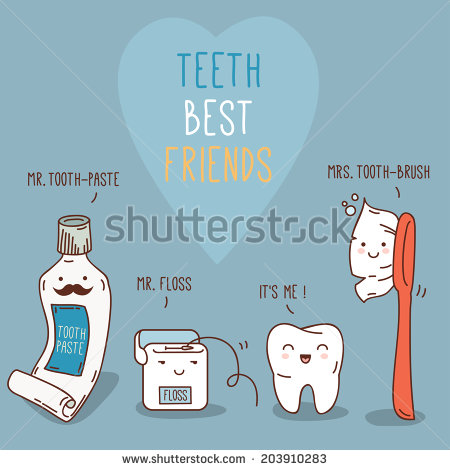 TEETH
BEST
FRIENDS
MR. TOOTH-PASTE
MRS. TOOTH-BRUSH
MR. FLOSS
IT'S ME !
TOOTH
PASTE
FLOSS
shutterstock
www.shutterstock.com · 203910283